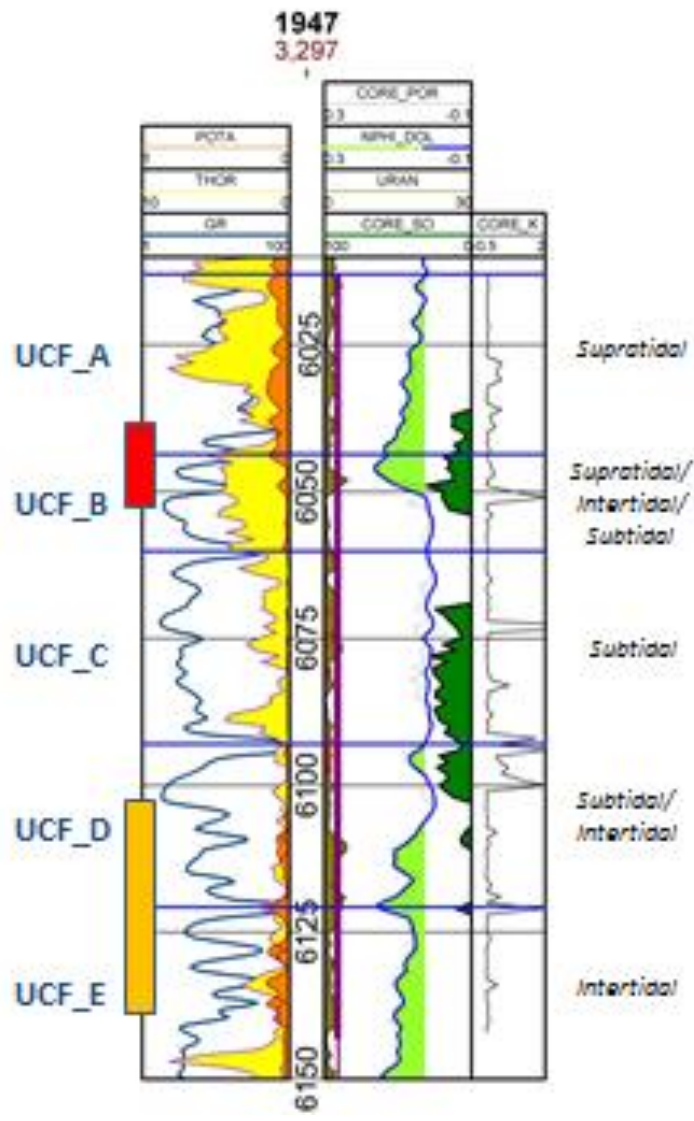 1947
3,297
CORE_POR
0.3 -0.1
POTA
NPHI_DOL
1 0
0.3 -0.1
THOR
URAN
10 0
0 30
GR
CORE_SO
CORE_K
100
100 0
0.5 2
6025
UCF_A
Supratidal
6050
UCF_B
Supratidal/
Intertidal/
Subtidal
6075
UCF_C
Subtidal
6100
UCF_D
Subtidal/
Intertidal
6125
UCF_E
Intertidal
6150